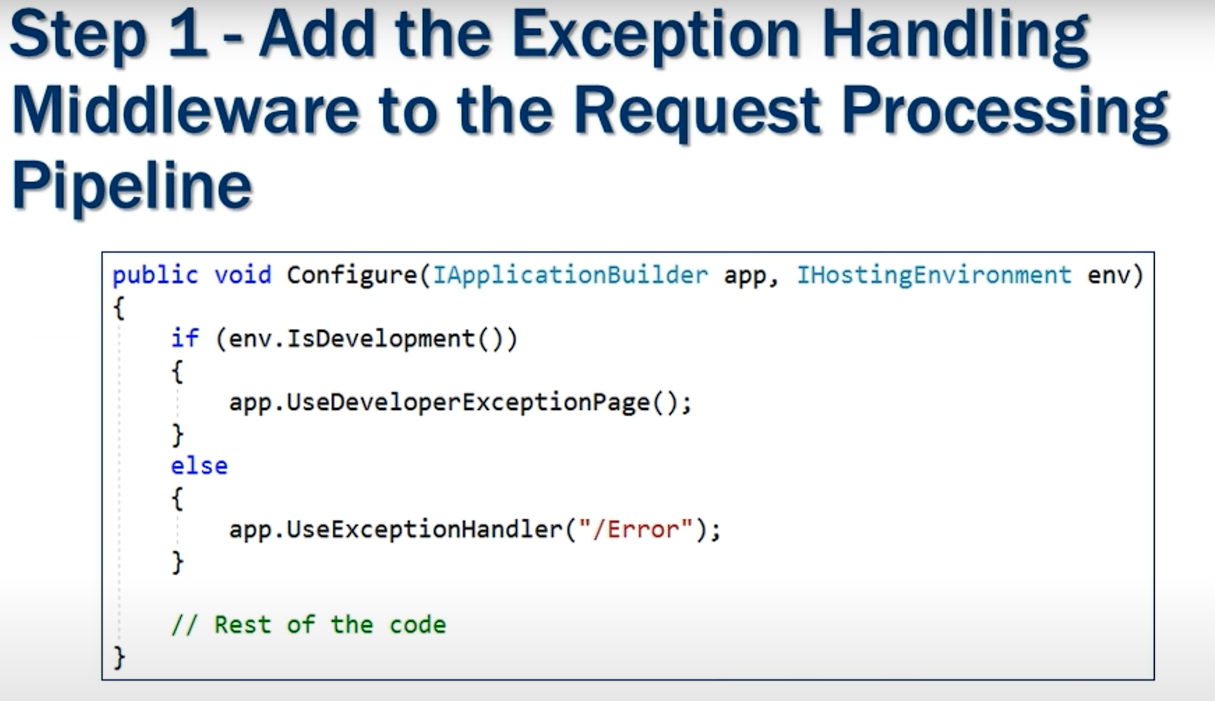 Step 1 - Add the Exception Handling
Middleware to the Request Processing
Pipeline
public void Configure(IApplicationBuilder app, IHostingEnvironment env)
{
if (env.IsDevelopment())
{
app.UseDeveloperExceptionPage();
}
else
{
app.UseExceptionHandler("/Error");
}
// Rest of the code
}